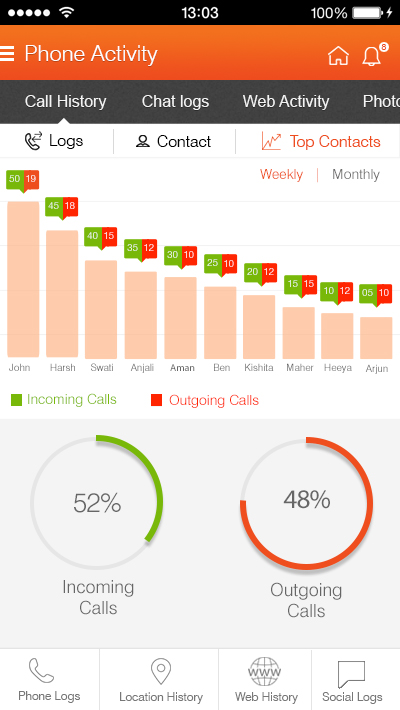 13:03 100%
Phone Activity 8
Call History Chat logs Web Activity Photo
Logs Contact Top Contacts
Weekly Monthly
50 19
45 18
40 15
35 12
30 10
25 10
20 12
15 15
10 12
05 10
John Harsh Swati Anjali Aman Ben Kishita Maher Heeya Arjun
Incoming Calls Outgoing Calls
52% 48%
Incoming Calls
Outgoing Calls
WWW
Phone Logs Location History Web History Social Logs